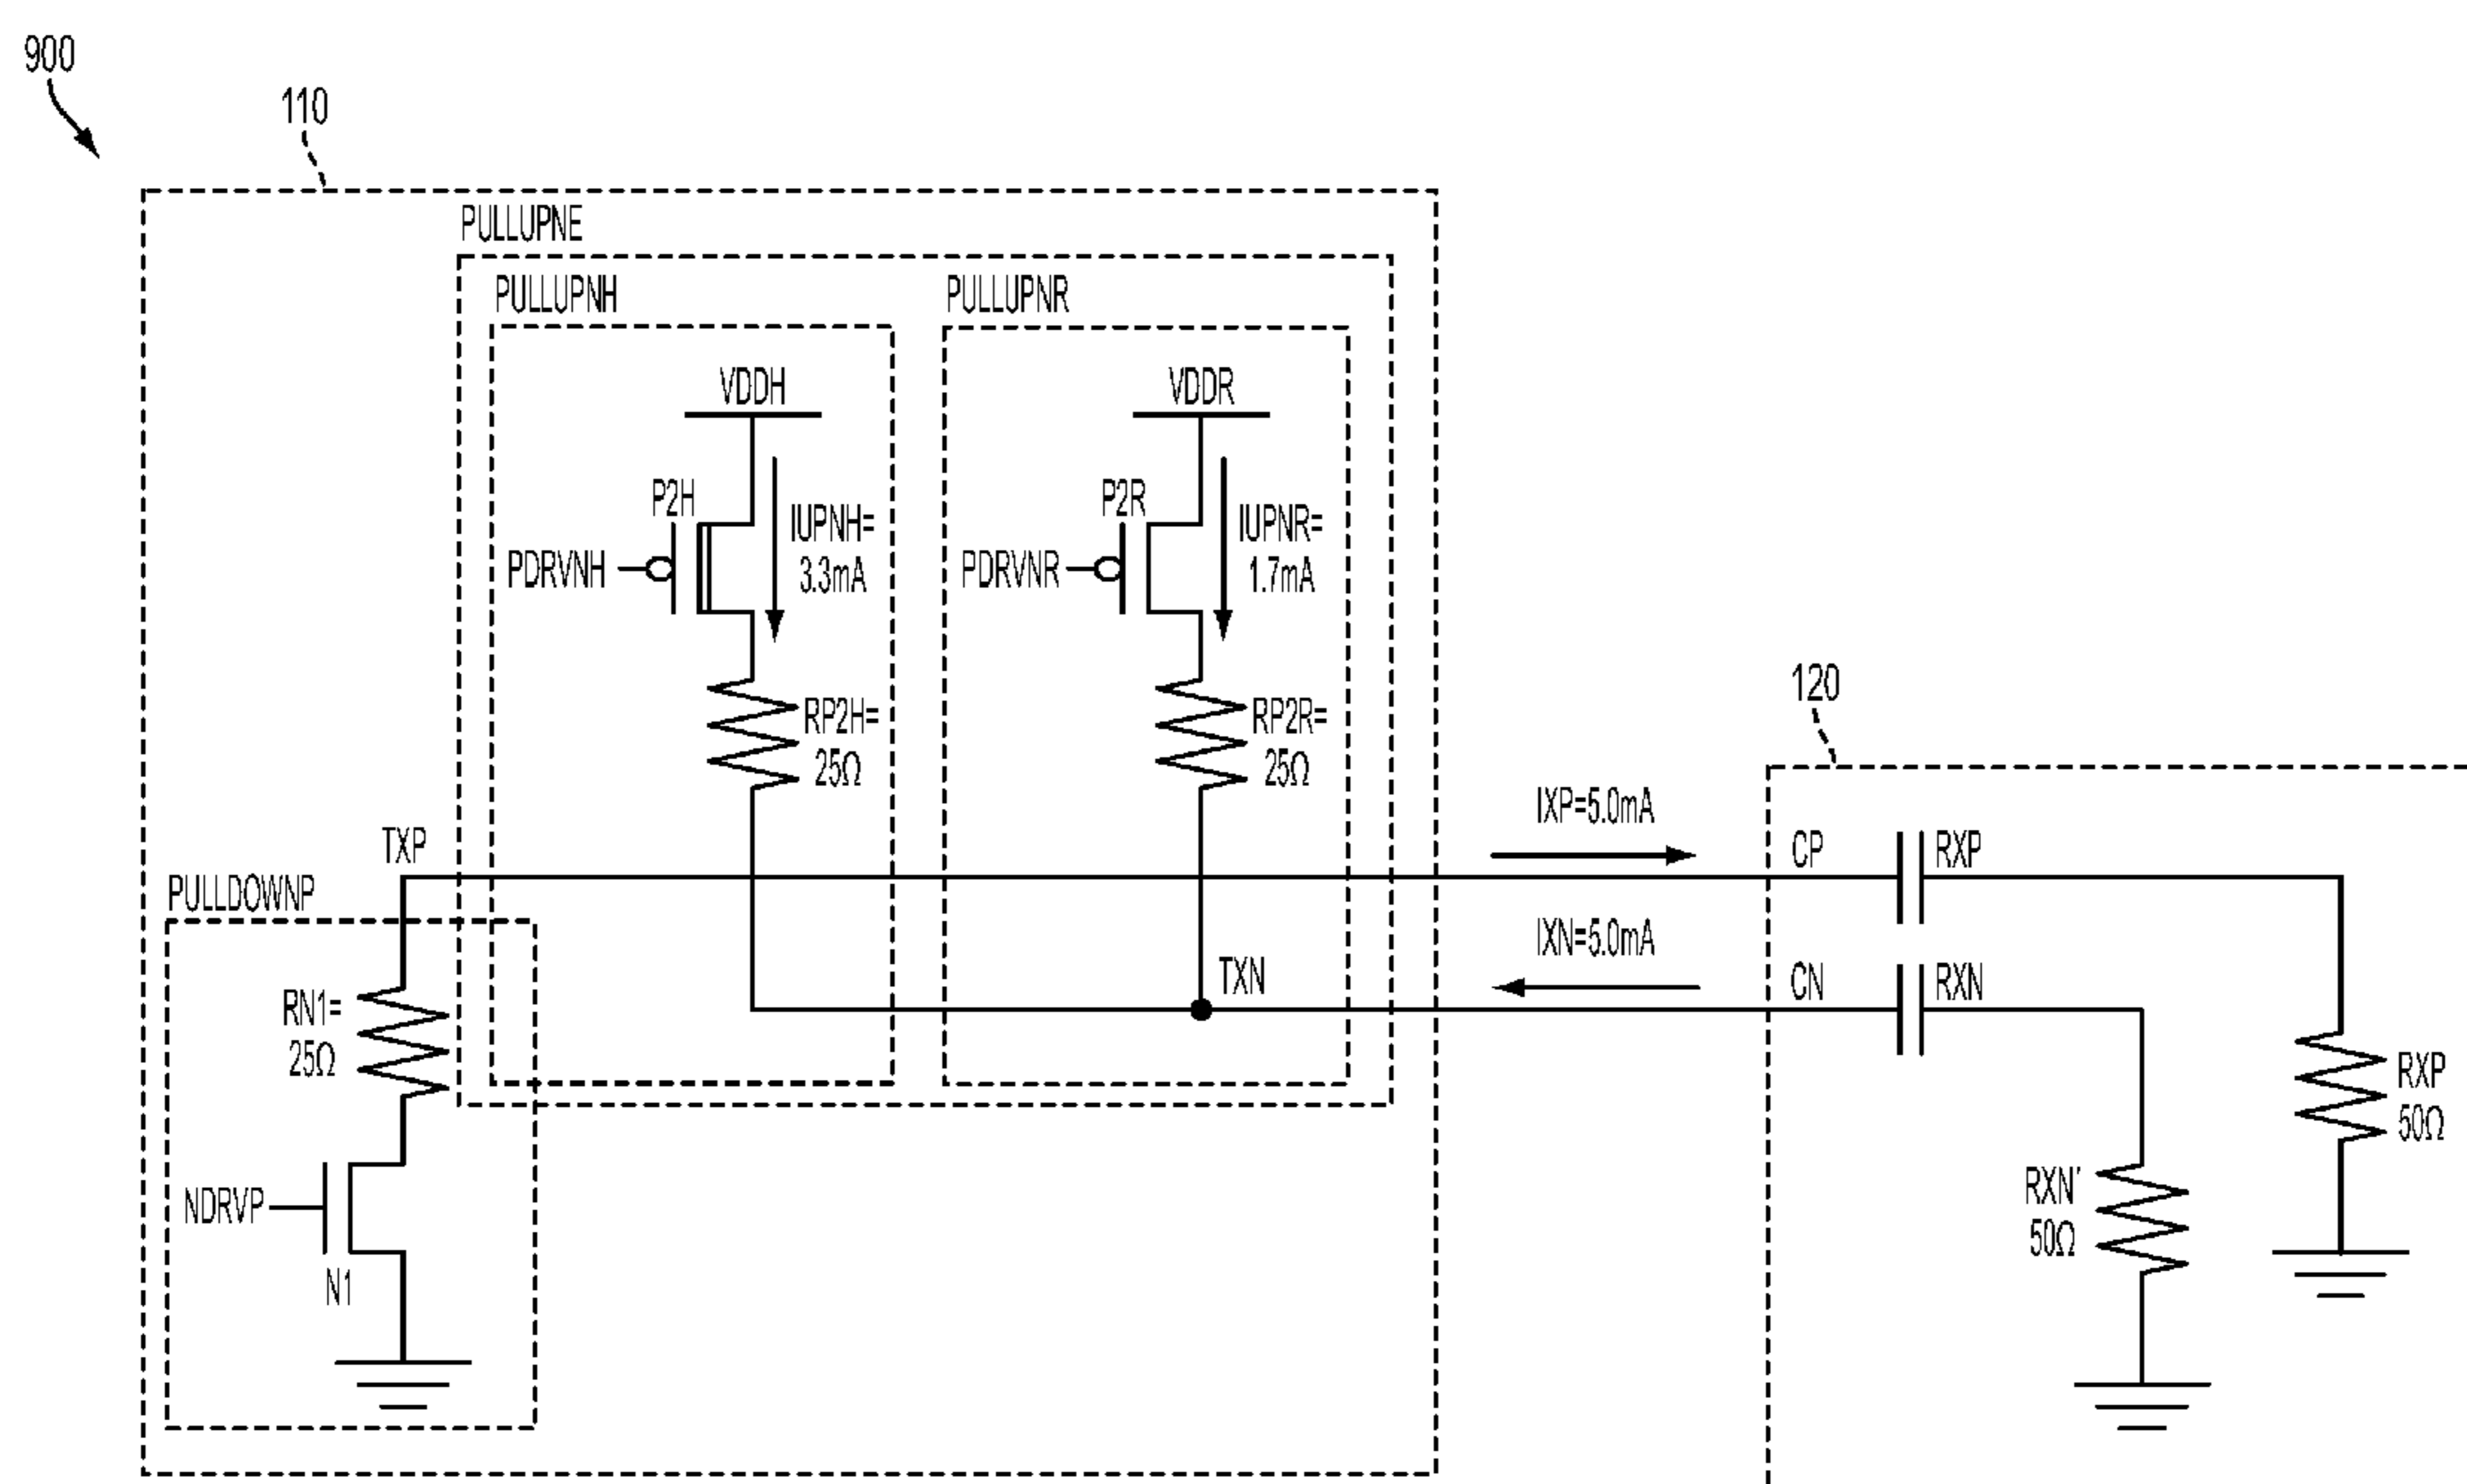 900
110
PULLUPNE
PULLUPNH
PULLUPNR
VDDH
VDDR
P2H
P2R
IUPNH=
3.3mA
IUPNR=
1.7mA
PDRVNH
PDRVNR
RP2H=
25Ω
RP2R=
25Ω
120
IXP=5.0mA
TXP
CP
RXP
PULLDOWNP
IXN=5.0mA
TXN
CN
RXN
RN1=
25Ω
RXP
50Ω
RXN'
50Ω
NDRVP
N1